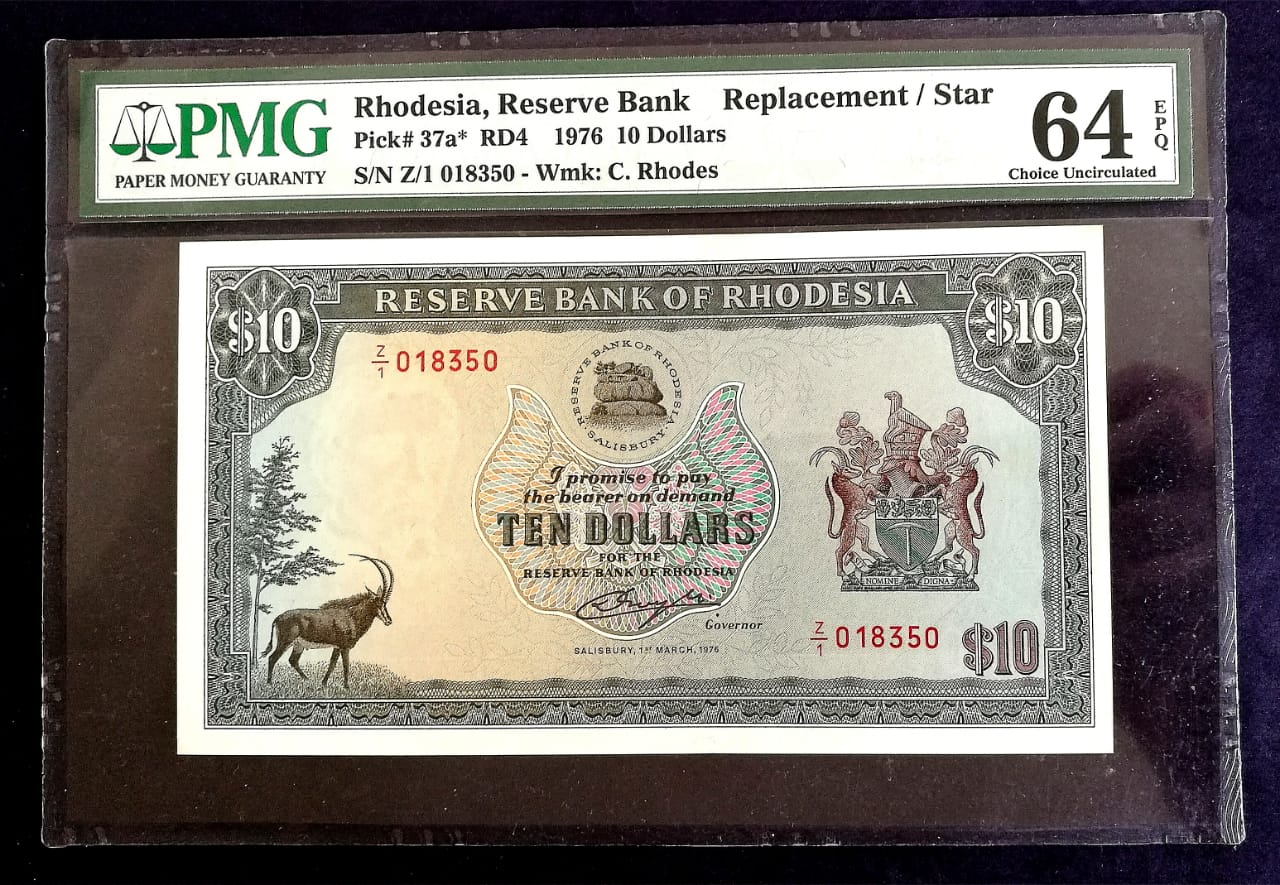 PMG
PAPER MONEY GUARANTY
Rhodesia, Reserve Bank Replacement / Star
Pick# 37a* RD4 1976 10 Dollars
S/N Z/1 018350 - Wmk: C. Rhodes
64
EPQ
Choice Uncirculated
RESERVE BANK OF RHODESIA
$10
$10
Z/1 018350
RESERVE BANK OF RHODESIA
SALISBURY
I promise to pay
the bearer on demand
TEN DOLLARS
FOR THE
RESERVE BANK OF RHODESIA
Governor
SALISBURY, 1st MARCH, 1976
NOMINE DIGNA
Z/1 018350
$10